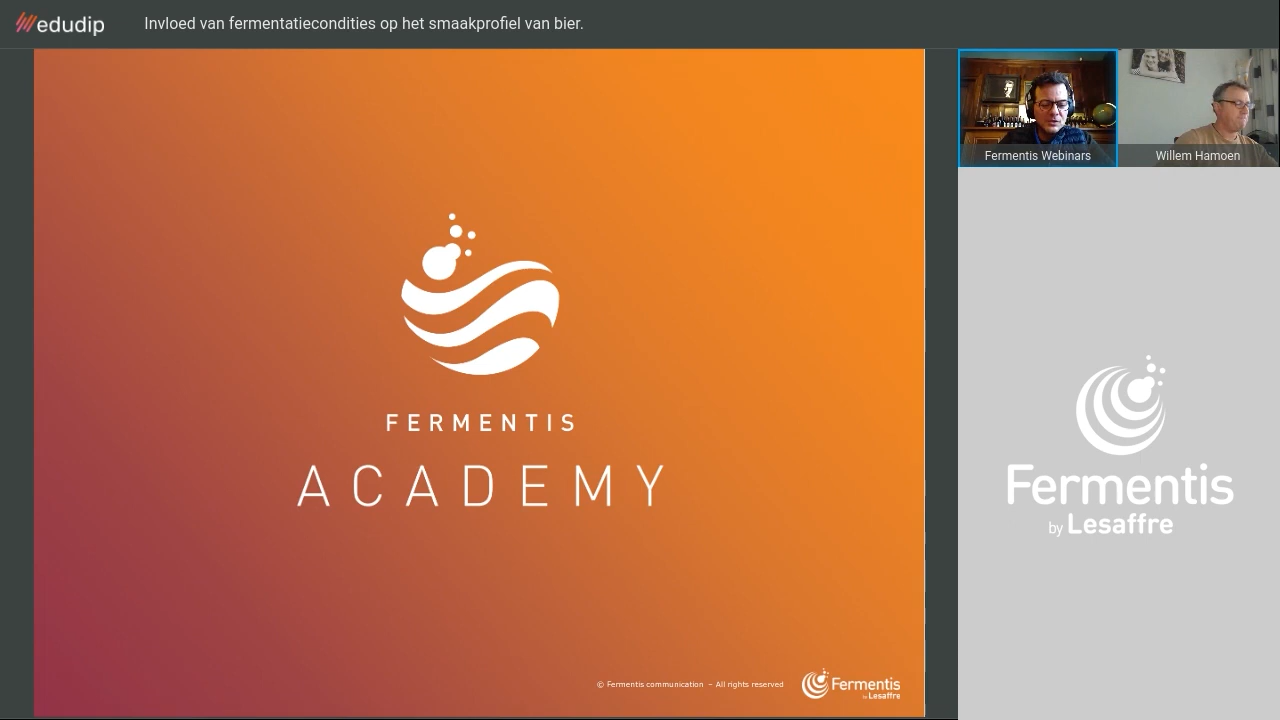 edudip
Invloed van fermentatiecondities op het smaakprofiel van bier.
Fermentis Webinars
Willem Hamoen
FERMENTIS
ACADEMY
Fermentis
by Lesaffre
© Fermentis communication – All rights reserved
Fermentis
by Lesaffre